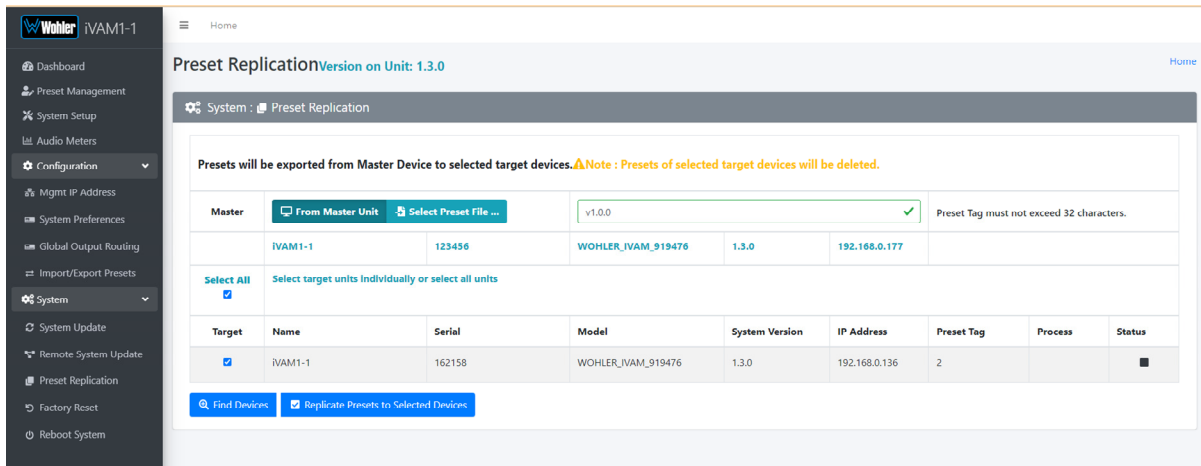 Wohler iVAM1-1
Home
Dashboard
Preset Management
System Setup
Audio Meters
Configuration
Mgmt IP Address
System Preferences
Global Output Routing
Import/Export Presets
System
System Update
Remote System Update
Preset Replication
Factory Reset
Reboot System
Preset Replication Version on Unit: 1.3.0
Home
System : Preset Replication
Presets will be exported from Master Device to selected target devices. Note : Presets of selected target devices will be deleted.
Master From Master Unit Select Preset File ... v1.0.0 Preset Tag must not exceed 32 characters.
iVAM1-1 123456 WOHLER_IVAM_919476 1.3.0 192.168.0.177
Select All Select target units individually or select all units
Target Name Serial Model System Version IP Address Preset Tag Process Status
iVAM1-1 162158 WOHLER_IVAM_919476 1.3.0 192.168.0.136 2
Find Devices Replicate Presets to Selected Devices